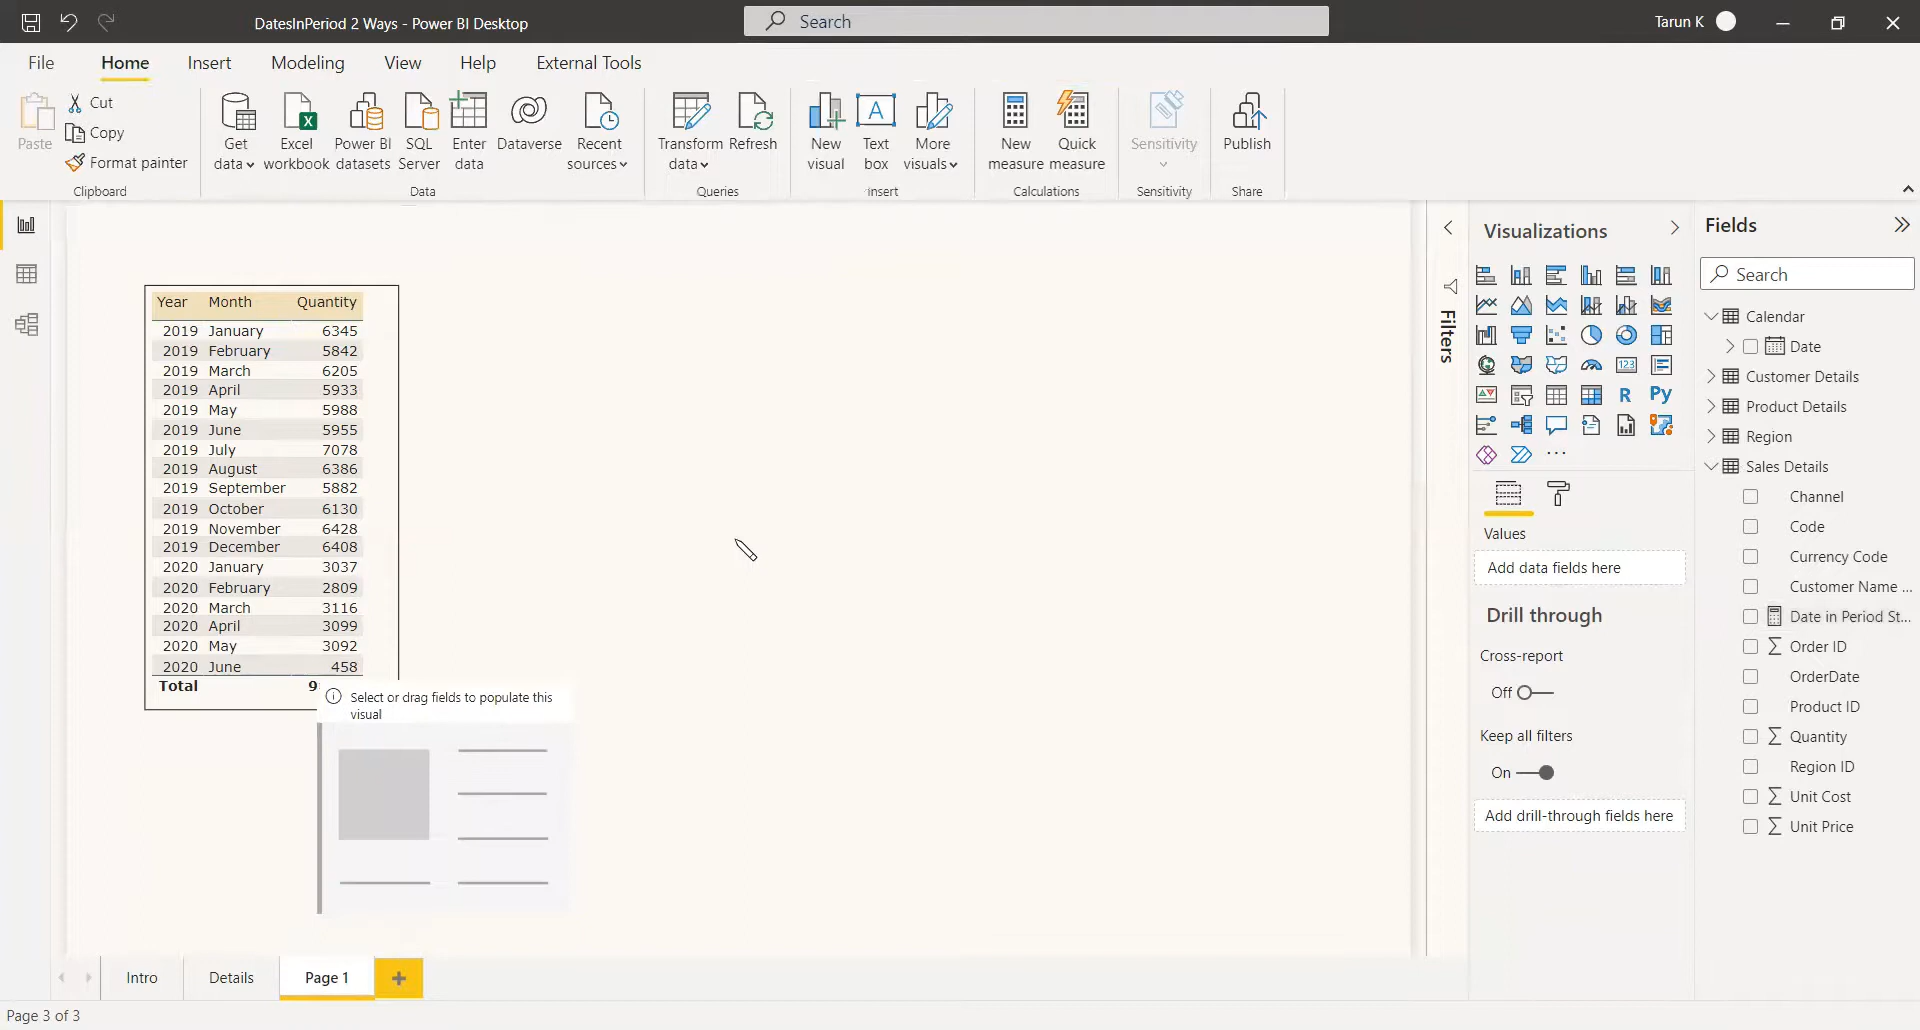 DatesInPeriod 2 Ways - Power BI Desktop
Search
Tarun K
File Home Insert Modeling View Help External Tools
Paste
Cut
Copy
Format painter
Clipboard
Get data
Excel workbook
Power BI datasets
SQL Server
Enter data
Dataverse
Recent sources
Data
Transform data
Refresh
Queries
New visual
Text box
More visuals
Insert
New measure
Quick measure
Calculations
Sensitivity
Sensitivity
Publish
Share
Year Month Quantity
2019 January 6345
2019 February 5842
2019 March 6205
2019 April 5933
2019 May 5988
2019 June 5955
2019 July 7078
2019 August 6386
2019 September 5882
2019 October 6130
2019 November 6428
2019 December 6408
2020 January 3037
2020 February 2809
2020 March 3116
2020 April 3099
2020 May 3092
2020 June 458
Total
Select or drag fields to populate this
visual
Filters
Visualizations
123
R
Py
Values
Add data fields here
Drill through
Cross-report
Off
Keep all filters
On
Add drill-through fields here
Fields
Search
Calendar
Date
Customer Details
Product Details
Region
Sales Details
Channel
Code
Currency Code
Customer Name ...
Date in Period St...
Order ID
OrderDate
Product ID
Quantity
Region ID
Unit Cost
Unit Price
Intro Details Page 1 +
Page 3 of 3